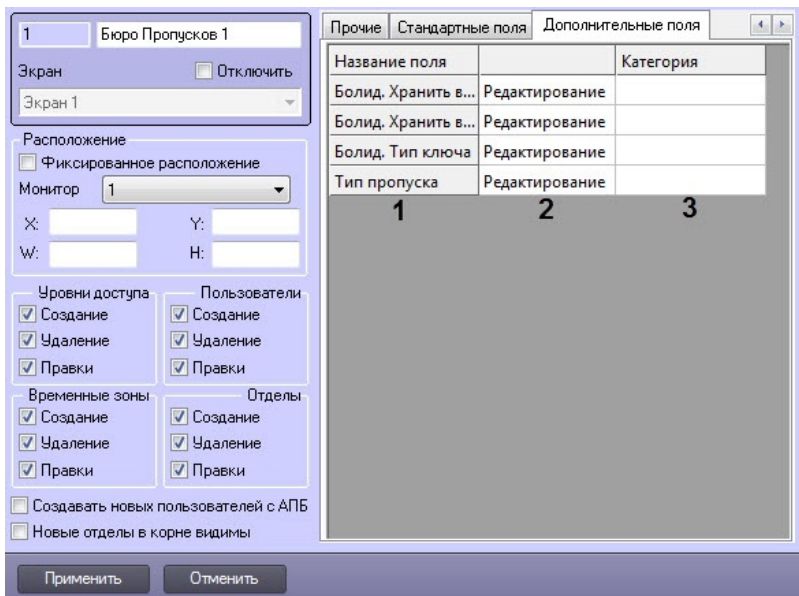 1 Бюро Пропусков 1
Экран Отключить
Экран 1
Расположение
Фиксированное расположение
Монитор 1
X: Y:
W: H:
Уровни доступа Пользователи
Создание Создание
Удаление Удаление
Правки Правки
Временные зоны Отделы
Создание Создание
Удаление Удаление
Правки Правки
Создавать новых пользователей с АПБ
Новые отделы в корне видимы
Прочие Стандартные поля Дополнительные поля
Название поля Категория
Болид. Хранить в... Редактирование
Болид. Хранить в... Редактирование
Болид. Тип ключа Редактирование
Тип пропуска Редактирование
1 2 3
Применить Отменить